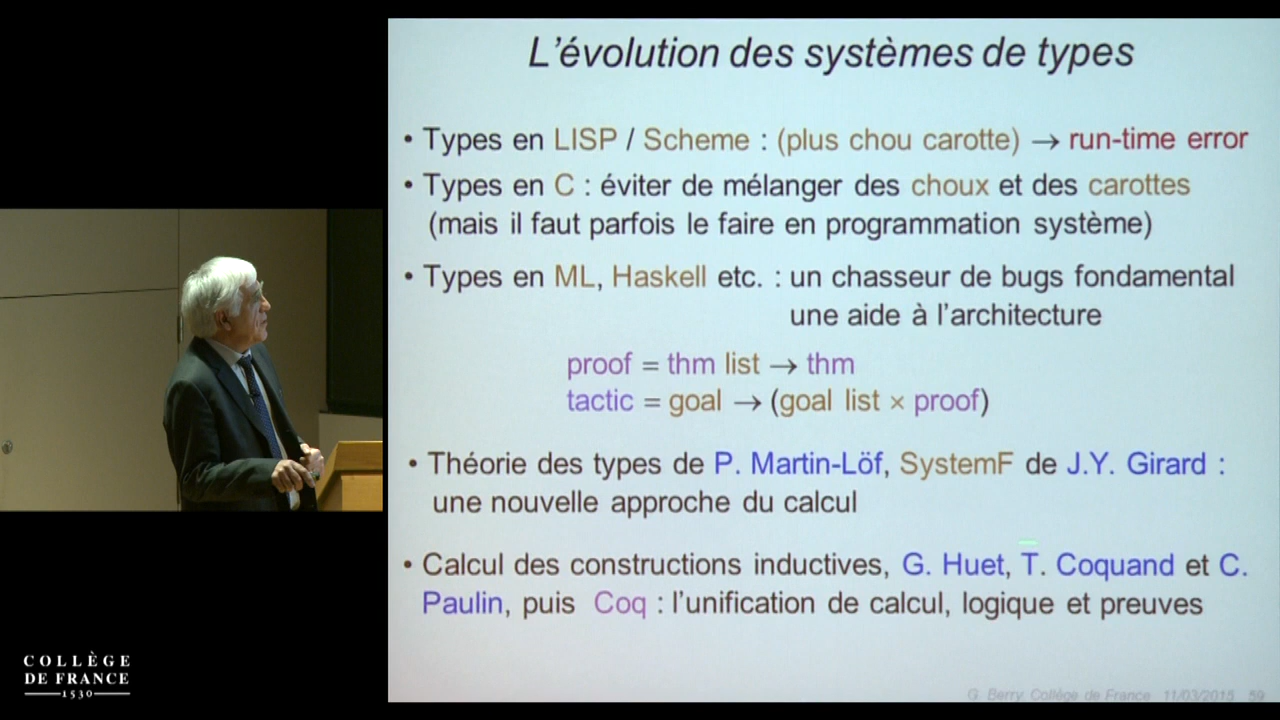 L'évolution des systèmes de types
• Types en LISP / Scheme : (plus chou carotte) → run-time error
• Types en C : éviter de mélanger des choux et des carottes
(mais il faut parfois le faire en programmation système)
• Types en ML, Haskell etc. : un chasseur de bugs fondamental
une aide à l'architecture
proof = thm list → thm
tactic = goal → (goal list × proof)
• Théorie des types de P. Martin-Löf, SystemF de J.Y. Girard :
une nouvelle approche du calcul
• Calcul des constructions inductives, G. Huet, T. Coquand et C.
Paulin, puis Coq : l'unification de calcul, logique et preuves
G. Berry, Collège de France 11/03/2015 59
COLLÈGE
DE FRANCE
1530